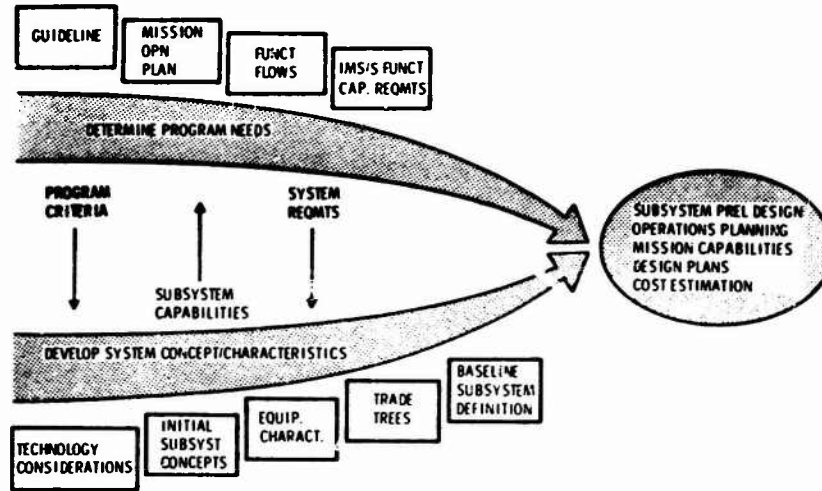 GUIDELINE
MISSION
OPN
PLAN
FUNCT
FLOWS
IMS/S FUNCT
CAP. REQMTS
DETERMINE PROGRAM NEEDS
PROGRAM
CRITERIA
SYSTEM
REQMTS
SUBSYSTEM
CAPABILITIES
SUBSYSTEM PREL DESIGN
OPERATIONS PLANNING
MISSION CAPABILITIES
DESIGN PLANS
COST ESTIMATION
DEVELOP SYSTEM CONCEPT/CHARACTERISTICS
TECHNOLOGY
CONSIDERATIONS
INITIAL
SUBSYST
CONCEPTS
EQUIP.
CHARACT.
TRADE
TREES
BASELINE
SUBSYSTEM
DEFINITION